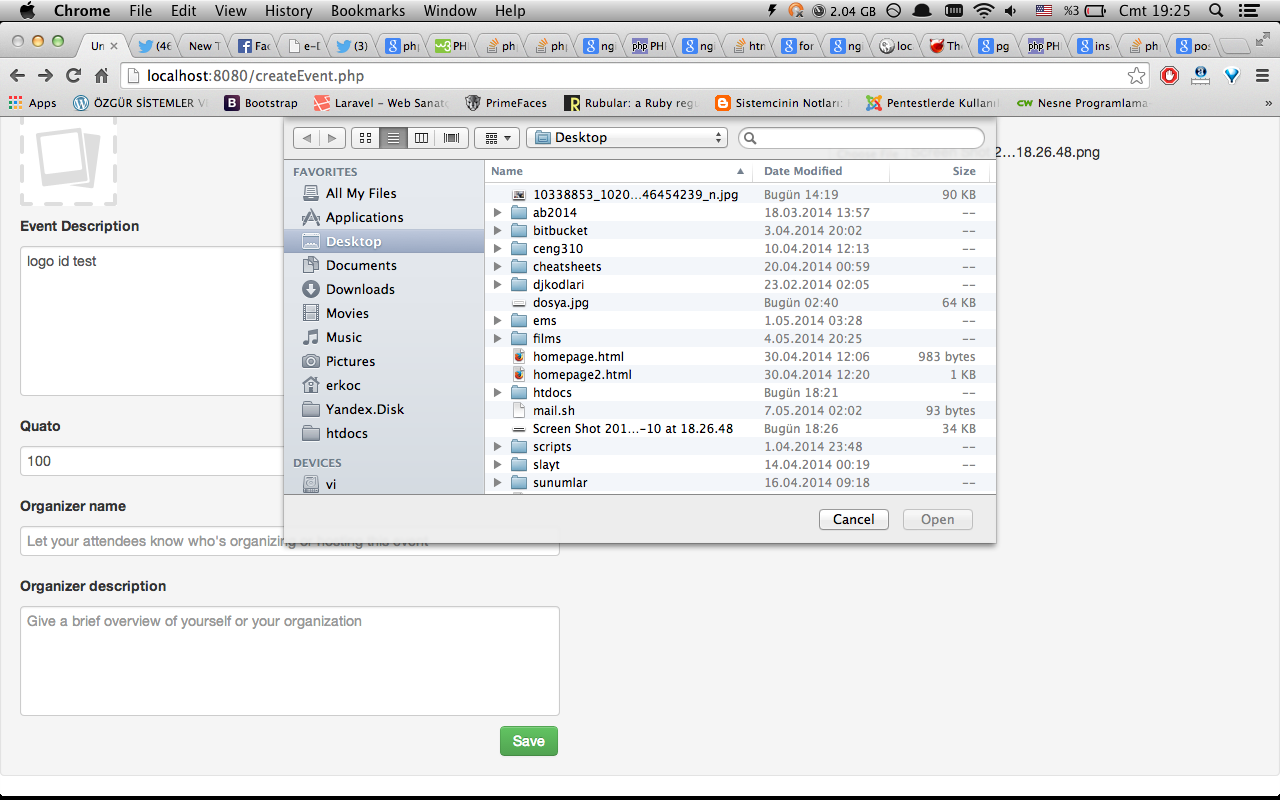 Chrome File Edit View History Bookmarks Window Help 2.04 GB %3 Cmt 19:25
Un (46 New T Fac e-D (3) php PH ph php ng php PHI ng htn for ng loc The pg PHI ins ph pos
localhost:8080/createEvent.php
Apps ÖZGÜR SİSTEMLER Bootstrap Laravel – Web Sanat PrimeFaces Rubular: a Ruby regu Sistemcinin Notları: Pentestlerde Kullanıl Nesne Programlama »
Desktop
2...18.26.48.png
FAVORITES
All My Files
Applications
Desktop
Documents
Downloads
Movies
Music
Pictures
erkoc
Yandex.Disk
htdocs
DEVICES
vi
Name Date Modified Size
10338853_1020...46454239_n.jpg Bugün 14:19 90 KB
ab2014 18.03.2014 13:57 --
bitbucket 3.04.2014 20:02 --
ceng310 10.04.2014 12:13 --
cheatsheets 20.04.2014 00:59 --
djkodlari 23.02.2014 02:05 --
dosya.jpg Bugün 02:40 64 KB
ems 1.05.2014 03:28 --
films 4.05.2014 20:25 --
homepage.html 30.04.2014 12:06 983 bytes
homepage2.html 30.04.2014 12:20 1 KB
htdocs Bugün 18:21 --
mail.sh 7.05.2014 02:02 93 bytes
Screen Shot 201...-10 at 18.26.48 Bugün 18:26 34 KB
scripts 1.04.2014 23:48 --
slayt 14.04.2014 00:19 --
sunumlar 16.04.2014 09:18 --
Cancel Open
Event Description
logo id test
Quato
100
Organizer name
Let your attendees know who's organizing or hosting this event
Organizer description
Give a brief overview of yourself or your organization
Save